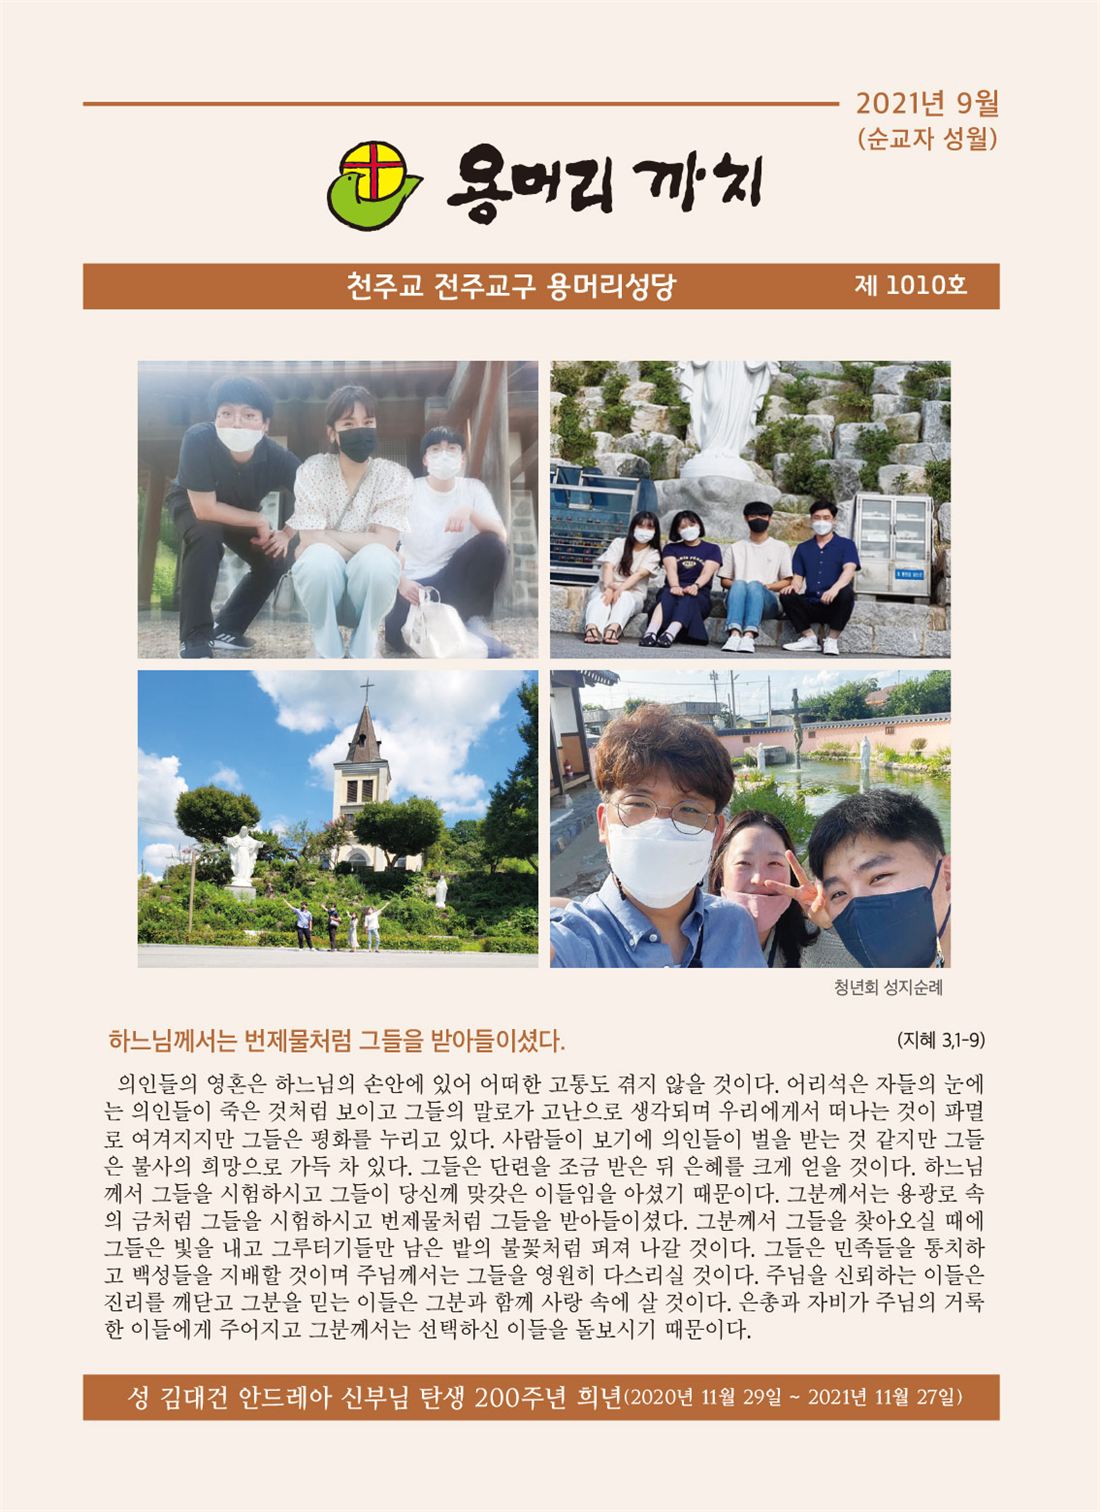 2021년 9월
(순교자 성월)
용머리 까치
천주교 전주교구 용머리성당
제 1010호
청년회 성지순례
하느님께서는 번제물처럼 그들을 받아들이셨다.
(지혜 3,1-9)
의인들의 영혼은 하느님의 손안에 있어 어떠한 고통도 겪지 않을 것이다. 어리석은 자들의 눈에
는 의인들이 죽은 것처럼 보이고 그들의 말로가 고난으로 생각되며 우리에게서 떠나는 것이 파멸
로 여겨지지만 그들은 평화를 누리고 있다. 사람들이 보기에 의인들이 벌을 받는 것 같지만 그들
은 불사의 희망으로 가득 차 있다. 그들은 단련을 조금 받은 뒤 은혜를 크게 얻을 것이다. 하느님
께서 그들을 시험하시고 그들이 당신께 맞갖은 이들임을 아셨기 때문이다. 그분께서는 용광로 속
의 금처럼 그들을 시험하시고 번제물처럼 그들을 받아들이셨다. 그분께서 그들을 찾아오실 때에
그들은 빛을 내고 그루터기들만 남은 밭의 불꽃처럼 퍼져 나갈 것이다. 그들은 민족들을 통치하
고 백성들을 지배할 것이며 주님께서는 그들을 영원히 다스리실 것이다. 주님을 신뢰하는 이들은
진리를 깨닫고 그분을 믿는 이들은 그분과 함께 사랑 속에 살 것이다. 은총과 자비가 주님의 거룩
한 이들에게 주어지고 그분께서는 선택하신 이들을 돌보시기 때문이다.
성 김대건 안드레아 신부님 탄생 200주년 희년(2020년 11월 29일 ~ 2021년 11월 27일)